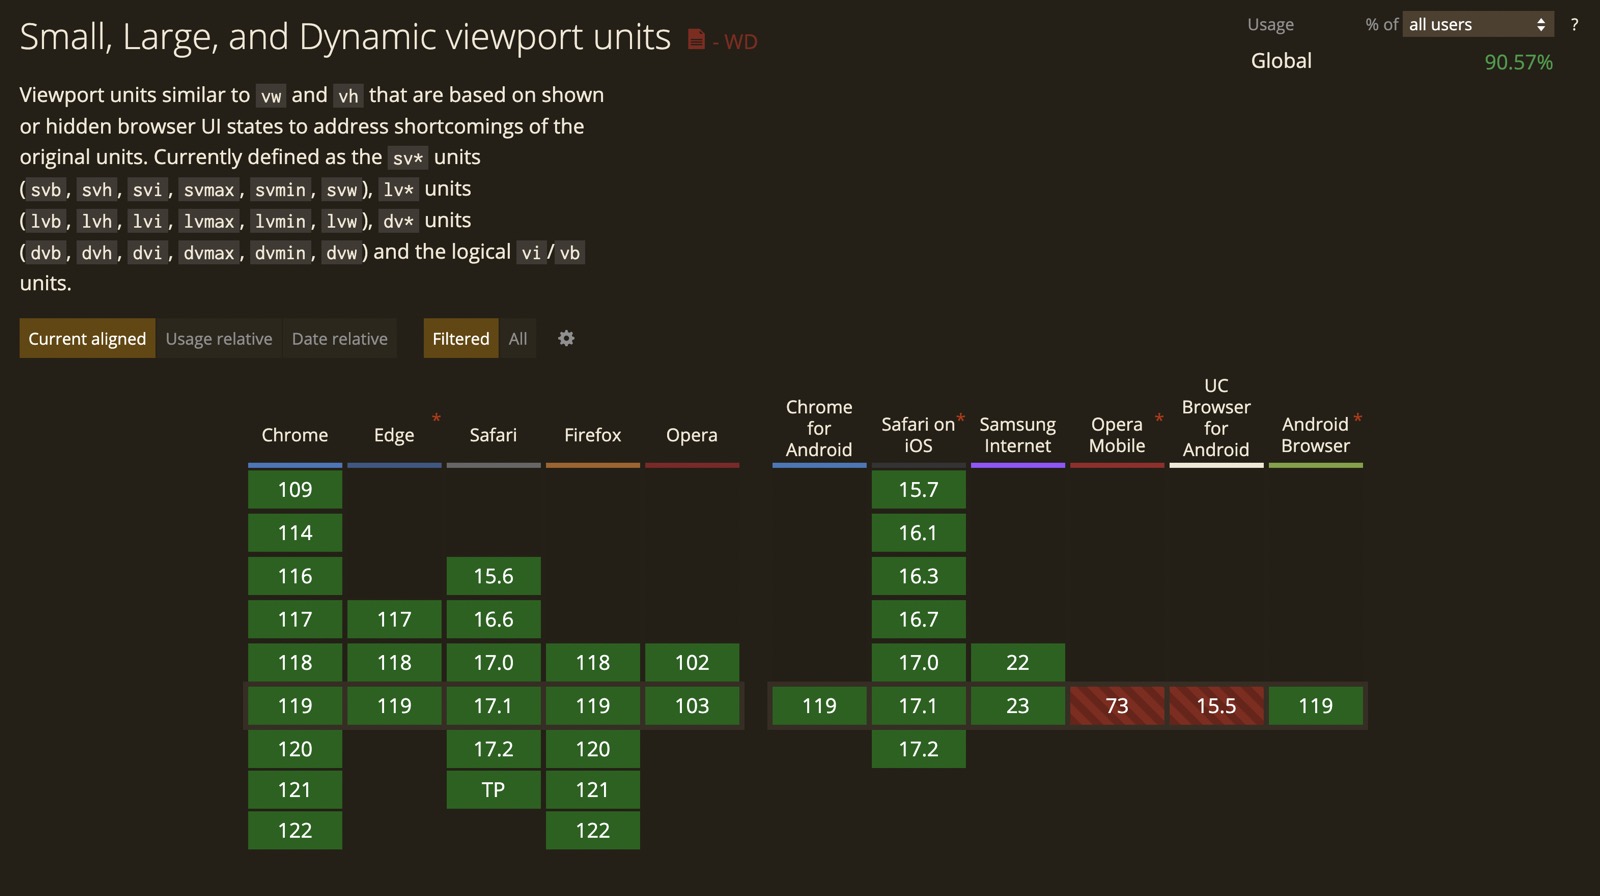 Small, Large, and Dynamic viewport units - WD
Usage % of all users ?
Global 90.57%
Viewport units similar to vw and vh that are based on shown
or hidden browser UI states to address shortcomings of the
original units. Currently defined as the sv* units
(svb, svh, svi, svmax, svmin, svw), lv* units
(lvb, lvh, lvi, lvmax, lvmin, lvw), dv* units
(dvb, dvh, dvi, dvmax, dvmin, dvw) and the logical vi/vb
units.
Current aligned Usage relative Date relative Filtered All
Chrome
Edge *
Safari
Firefox
Opera
Chrome
for
Android
Safari on *
iOS
Samsung
Internet
Opera *
Mobile
UC
Browser
for
Android
Android *
Browser
109 15.7
114 16.1
116 15.6 16.3
117 117 16.6 16.7
118 118 17.0 118 102 17.0 22
119 119 17.1 119 103 119 17.1 23 73 15.5 119
120 17.2 120 17.2
121 TP 121
122 122